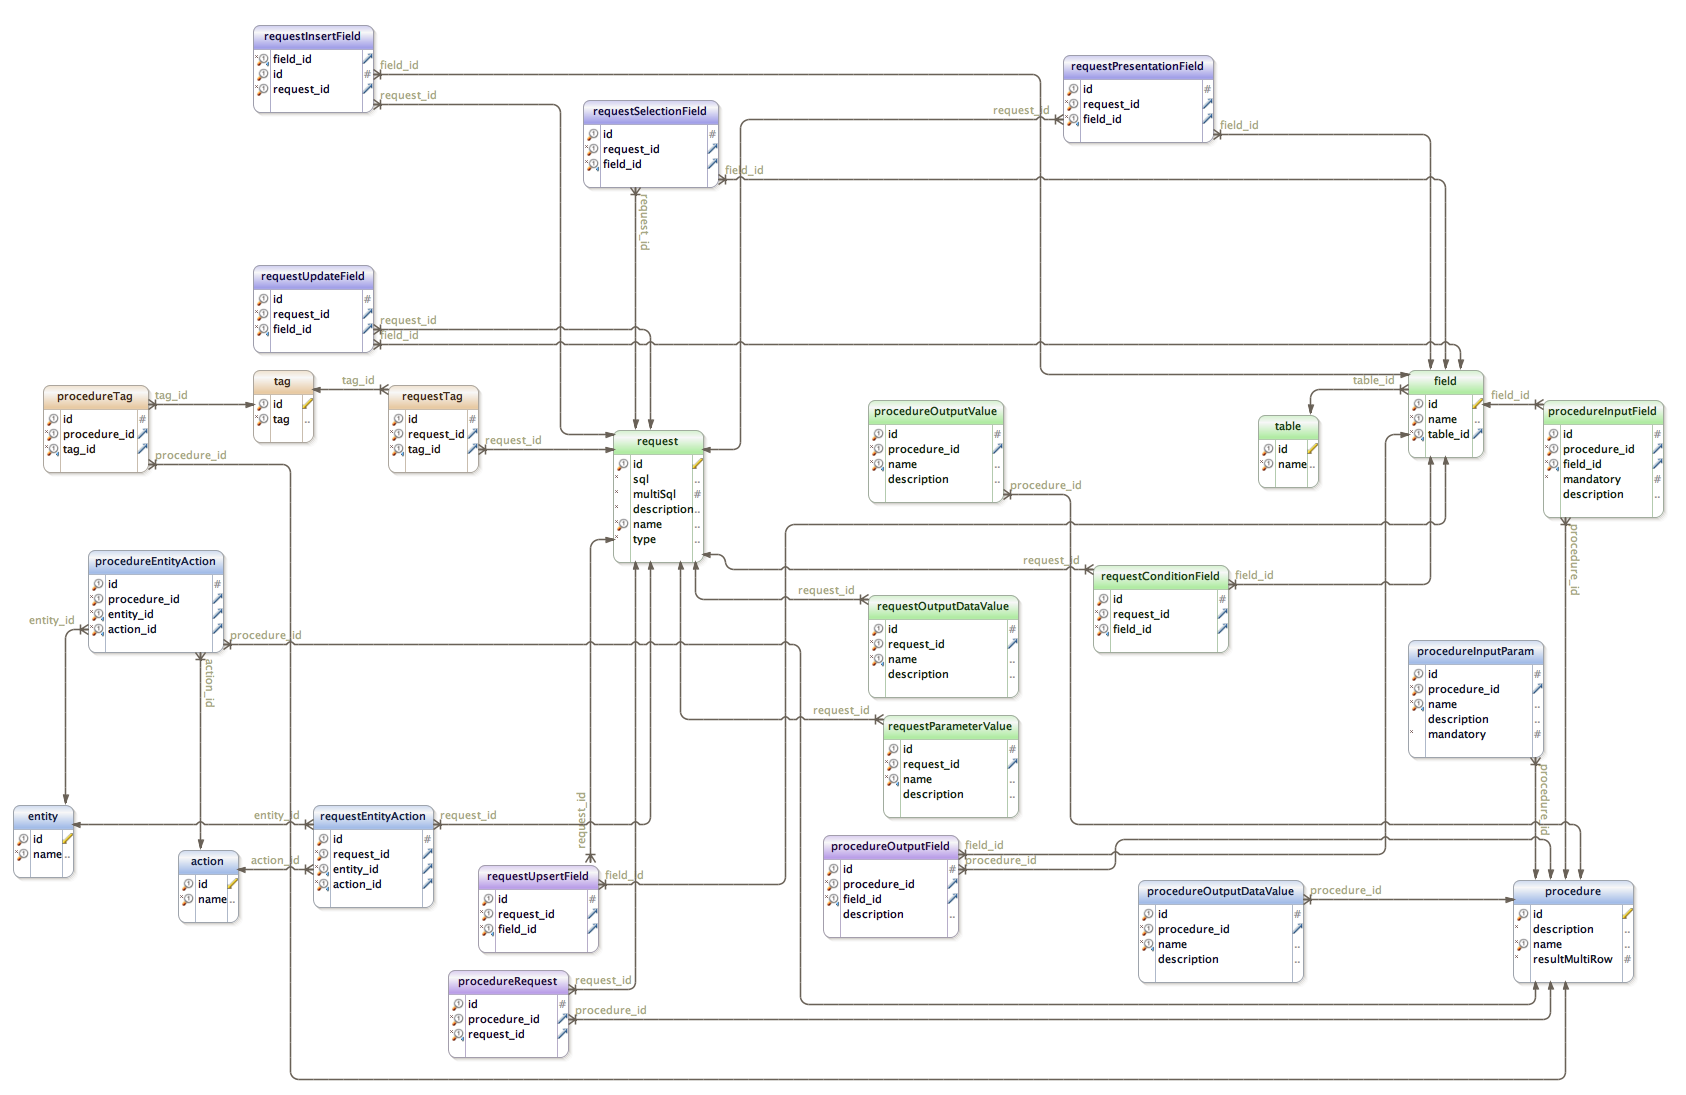 requestInsertField
field_id
id
request_id
field_id
request_id
requestSelectionField
id
request_id
field_id
field_id
request_id
requestPresentationField
id
request_id
field_id
request_id
field_id
requestUpdateField
id
request_id
field_id
request_id
field_id
procedureTag
id
procedure_id
tag_id
tag_id
procedure_id
tag
id
tag
tag_id
requestTag
id
request_id
tag_id
request_id
request
id
sql
multiSql
description
name
type
procedureOutputValue
id
procedure_id
name
description
procedure_id
table_id
table
id
name
field
id
name
table_id
field_id
procedureInputField
id
procedure_id
field_id
mandatory
description
procedure_id
procedureEntityAction
id
procedure_id
entity_id
action_id
entity_id
procedure_id
action_id
request_id
requestConditionField
id
request_id
field_id
field_id
request_id
requestOutputDataValue
id
request_id
name
description
request_id
requestParameterValue
id
request_id
name
description
procedureInputParam
id
procedure_id
name
description
mandatory
procedure_id
entity
id
name
entity_id
action
id
name
action_id
requestEntityAction
id
request_id
entity_id
action_id
request_id
request_id
requestUpsertField
id
request_id
field_id
field_id
procedureOutputField
id
procedure_id
field_id
description
field_id
procedure_id
procedureOutputDataValue
id
procedure_id
name
description
procedure_id
procedure
id
description
name
resultMultiRow
procedureRequest
id
procedure_id
request_id
request_id
procedure_id